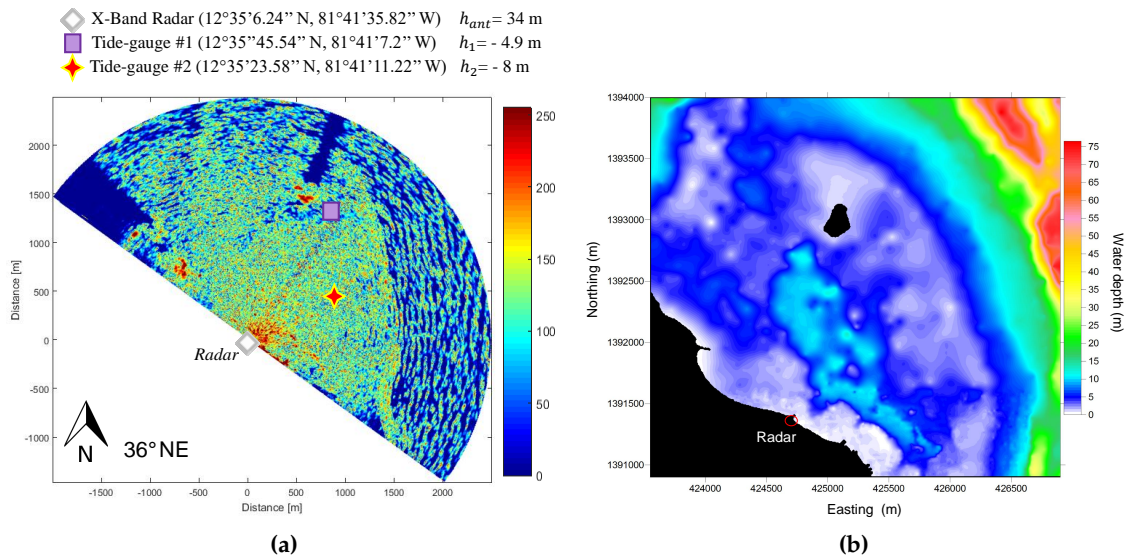 X-Band Radar (12°35’6.24’’ N, 81°41’35.82’’ W) h_ant= 34 m
Tide-gauge #1 (12°35’’45.54’’ N, 81°41’7.2’’ W) h_1= - 4.9 m
Tide-gauge #2 (12°35’23.58’’ N, 81°41’11.22’’ W) h_2= - 8 m
250
200
150
100
50
0
Distance [m]
2000
1500
1000
500
0
-500
-1000
Radar
N
36° NE
-1500 -1000 -500 0 500 1000 1500 2000
Distance [m]
(a)
Northing (m)
1394000
1393500
1393000
1392500
1392000
1391500
1391000
Radar
424000 424500 425000 425500 426000 426500
Easting (m)
75
70
65
60
55
50
45
40
35
30
25
20
15
10
5
0
Water depth (m)
(b)